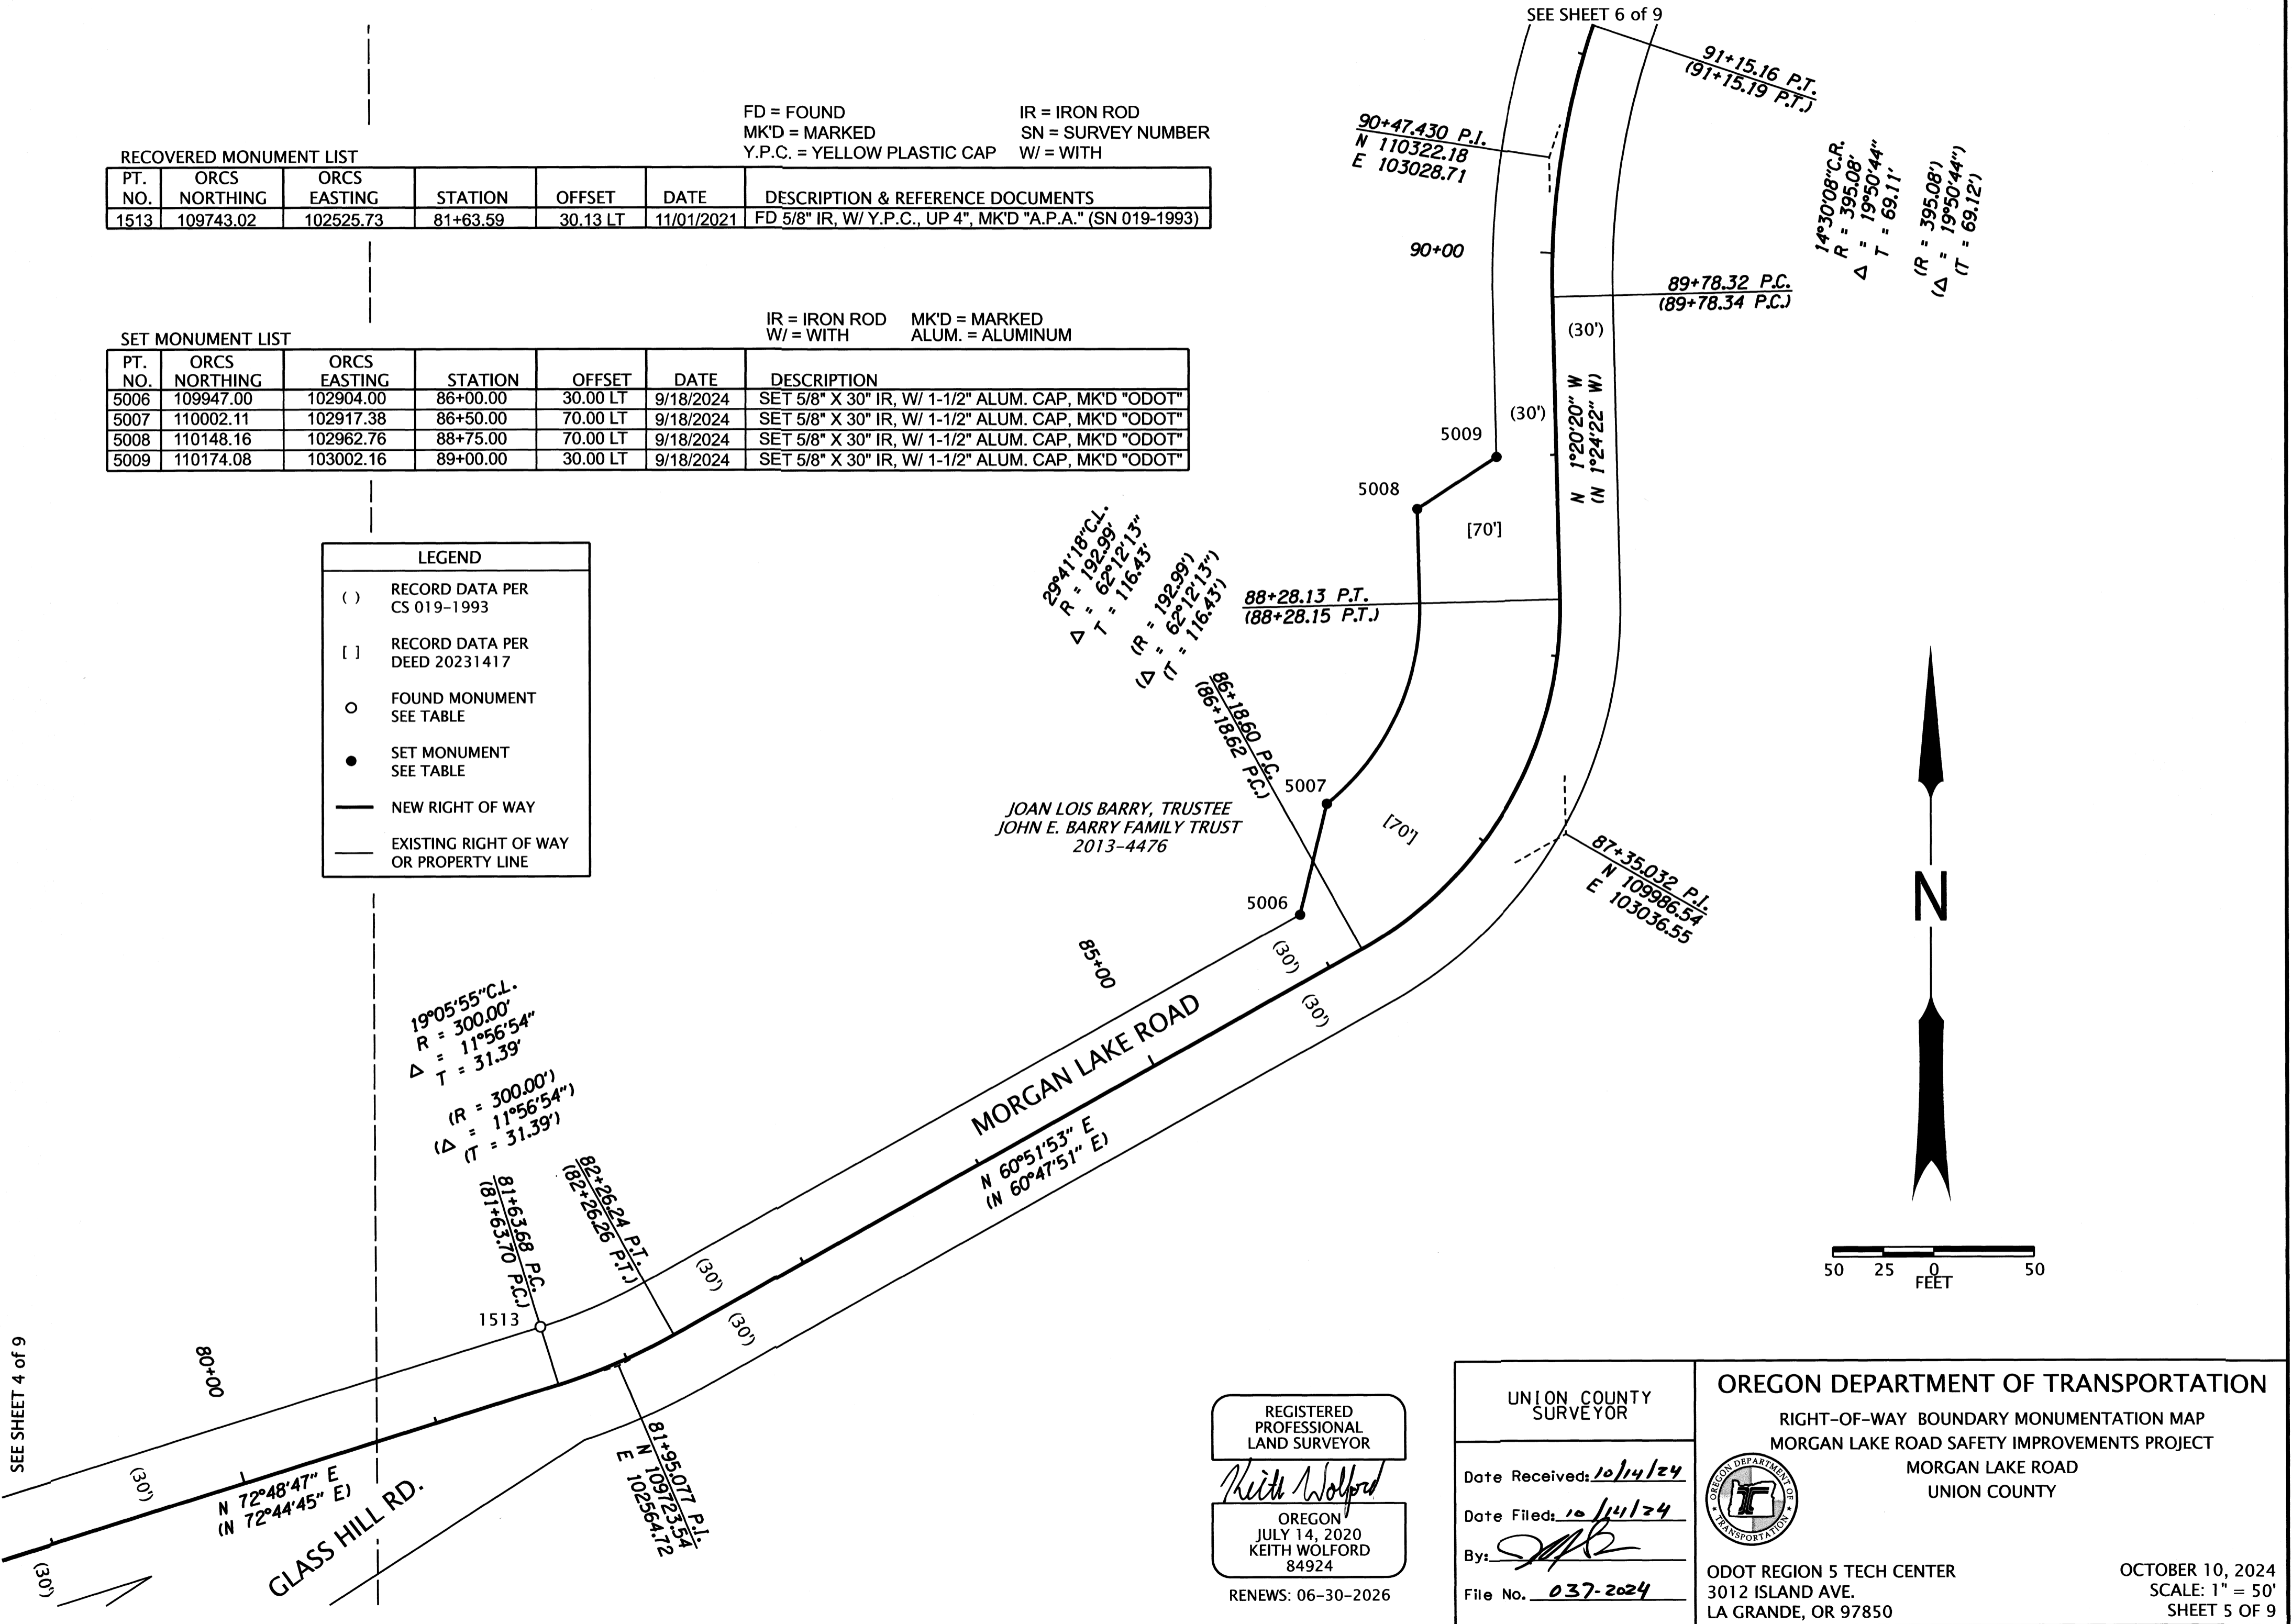 SEE SHEET 6 of 9
91+15.16 P.T.
(91+15.19 P.T.)
FD = FOUND
MK'D = MARKED
Y.P.C. = YELLOW PLASTIC CAP
IR = IRON ROD
SN = SURVEY NUMBER
W/ = WITH
RECOVERED MONUMENT LIST
PT. NO. ORCS NORTHING ORCS EASTING STATION OFFSET DATE DESCRIPTION & REFERENCE DOCUMENTS
1513 109743.02 102525.73 81+63.59 30.13 LT 11/01/2021 FD 5/8" IR, W/ Y.P.C., UP 4", MK'D "A.P.A." (SN 019-1993)
IR = IRON ROD MK'D = MARKED
W/ = WITH ALUM. = ALUMINUM
SET MONUMENT LIST
PT. NO. ORCS NORTHING ORCS EASTING STATION OFFSET DATE DESCRIPTION
5006 109947.00 102904.00 86+00.00 30.00 LT 9/18/2024 SET 5/8" X 30" IR, W/ 1-1/2" ALUM. CAP, MK'D "ODOT"
5007 110002.11 102917.38 86+50.00 70.00 LT 9/18/2024 SET 5/8" X 30" IR, W/ 1-1/2" ALUM. CAP, MK'D "ODOT"
5008 110148.16 102962.76 88+75.00 70.00 LT 9/18/2024 SET 5/8" X 30" IR, W/ 1-1/2" ALUM. CAP, MK'D "ODOT"
5009 110174.08 103002.16 89+00.00 30.00 LT 9/18/2024 SET 5/8" X 30" IR, W/ 1-1/2" ALUM. CAP, MK'D "ODOT"
90+47.430 P.I.
N 110322.18
E 103028.71
90+00
14°30'08"C.R.
R = 395.08'
Δ = 19°50'44"
T = 69.11'
(R = 395.08')
(Δ = 19°50'44")
(T = 69.12')
89+78.32 P.C.
(89+78.34 P.C.)
(30')
(30')
N 1°20'20" W
(N 1°24'22" W)
5009
5008
[70']
LEGEND
( ) RECORD DATA PER
CS 019-1993
[ ] RECORD DATA PER
DEED 20231417
FOUND MONUMENT
SEE TABLE
SET MONUMENT
SEE TABLE
NEW RIGHT OF WAY
EXISTING RIGHT OF WAY
OR PROPERTY LINE
29°41'18"C.L.
R = 192.99'
Δ = 62°12'13"
T = 116.43'
(R = 192.99')
(Δ = 62°12'13")
(T = 116.43')
88+28.13 P.T.
(88+28.15 P.T.)
86+18.60 P.C.
(86+18.62 P.C.)
5007
JOAN LOIS BARRY, TRUSTEE
JOHN E. BARRY FAMILY TRUST
2013-4476
[70']
87+35.032 P.I.
N 109986.54
E 103036.55
5006
N
85+00
(30')
(30')
MORGAN LAKE ROAD
N 60°51'53" E
(N 60°47'51" E)
19°05'55"C.L.
R = 300.00'
Δ = 11°56'54"
T = 31.39'
(R = 300.00')
(Δ = 11°56'54")
(T = 31.39')
81+63.68 P.C.
(81+63.70 P.C.)
82+26.24 P.T.
(82+26.26 P.T.)
50 25 0 50
FEET
(30')
(30')
1513
80+00
SEE SHEET 4 of 9
(30')
(30')
N 72°48'47" E
(N 72°44'45" E)
GLASS HILL RD.
81+95.077 P.I.
N 109723.54
E 102564.72
REGISTERED
PROFESSIONAL
LAND SURVEYOR
Keith Wolford
OREGON
JULY 14, 2020
KEITH WOLFORD
84924
RENEWS: 06-30-2026
UNION COUNTY
SURVEYOR
Date Received: 10/14/24
Date Filed: 10/14/24
By:
File No. 037-2024
OREGON DEPARTMENT OF TRANSPORTATION
RIGHT-OF-WAY BOUNDARY MONUMENTATION MAP
MORGAN LAKE ROAD SAFETY IMPROVEMENTS PROJECT
MORGAN LAKE ROAD
UNION COUNTY
OREGON DEPARTMENT OF TRANSPORTATION
ODOT REGION 5 TECH CENTER
3012 ISLAND AVE.
LA GRANDE, OR 97850
OCTOBER 10, 2024
SCALE: 1" = 50'
SHEET 5 OF 9